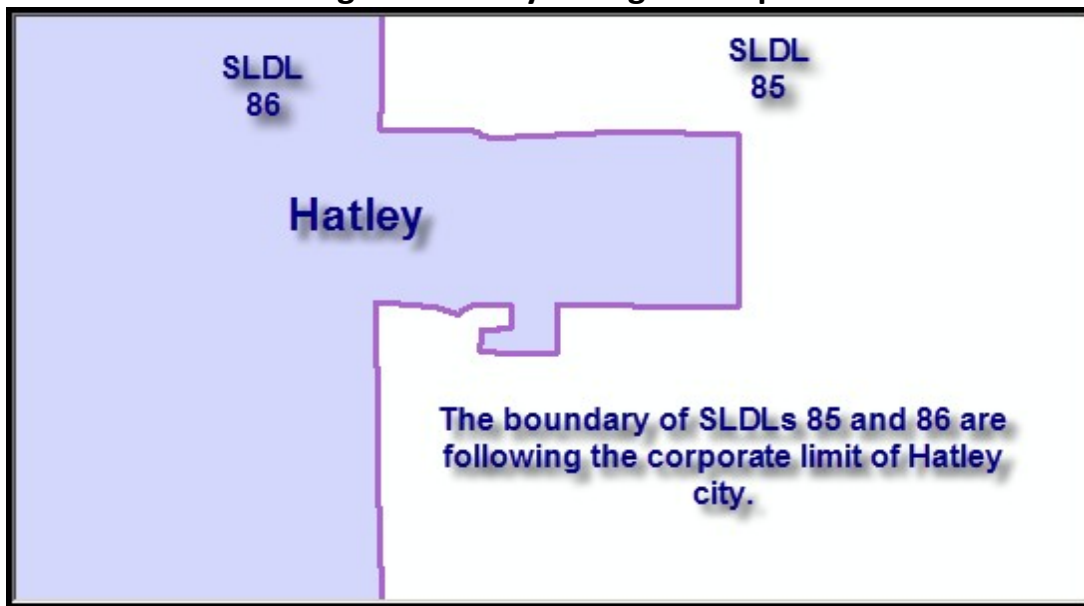 SLDL
86
SLDL
85
Hatley
The boundary of SLDLs 85 and 86 are
following the corporate limit of Hatley
city.